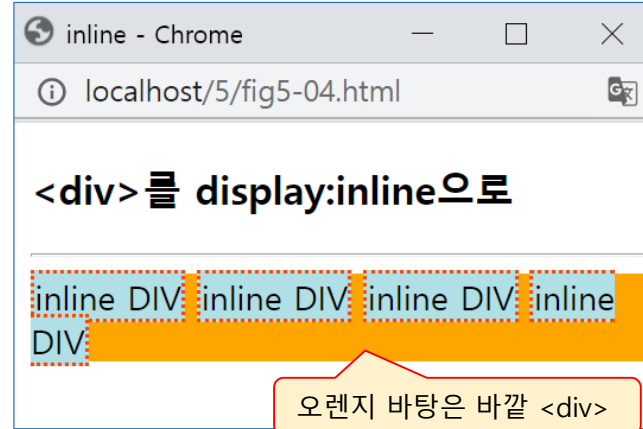 inline - Chrome
localhost/5/fig5-04.html
<div>를 display:inline으로
inline DIV inline DIV inline DIV inline
DIV
오렌지 바탕은 바깥 <div>